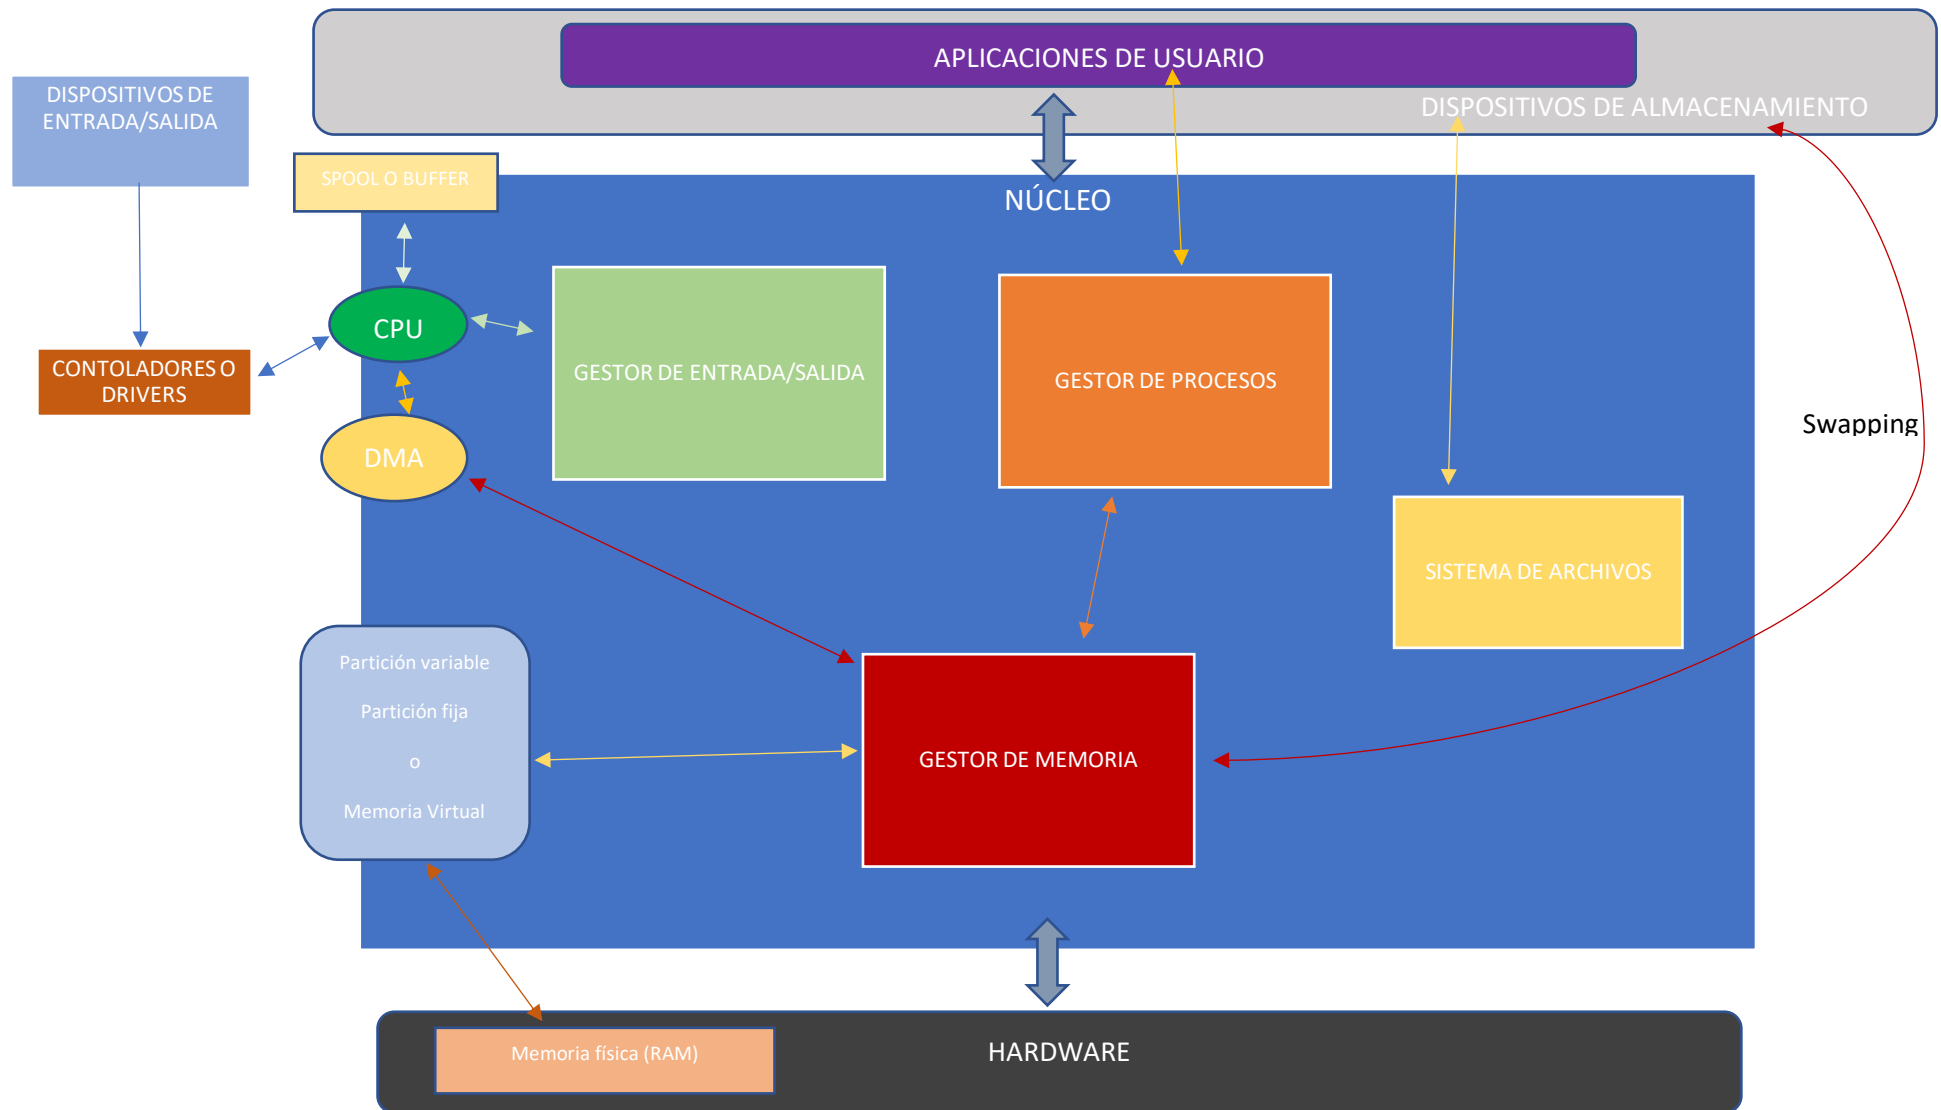 APLICACIONES DE USUARIO
DISPOSITIVOS DE ALMACENAMIENTO
DISPOSITIVOS DE
ENTRADA/SALIDA
SPOOL O BUFFER
NÚCLEO
CPU
CONTOLADORES O
DRIVERS
GESTOR DE ENTRADA/SALIDA
GESTOR DE PROCESOS
Swapping
DMA
SISTEMA DE ARCHIVOS
Partición variable
Partición fija
o
Memoria Virtual
GESTOR DE MEMORIA
Memoria física (RAM)
HARDWARE